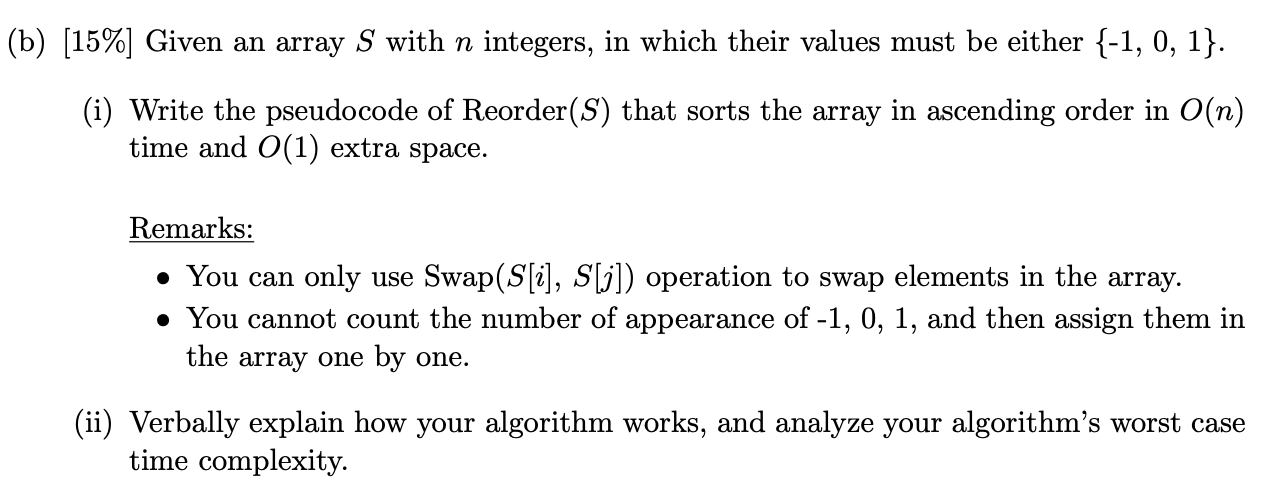 (b) [15%] Given an array S with n integers, in which their values must be either {-1, 0, 1}.
(i) Write the pseudocode of Reorder(S) that sorts the array in ascending order in O(n)
time and O(1) extra space.
Remarks:
• You can only use Swap(S[i], S[j]) operation to swap elements in the array.
• You cannot count the number of appearance of -1, 0, 1, and then assign them in
the array one by one.
(ii) Verbally explain how your algorithm works, and analyze your algorithm's worst case
time complexity.